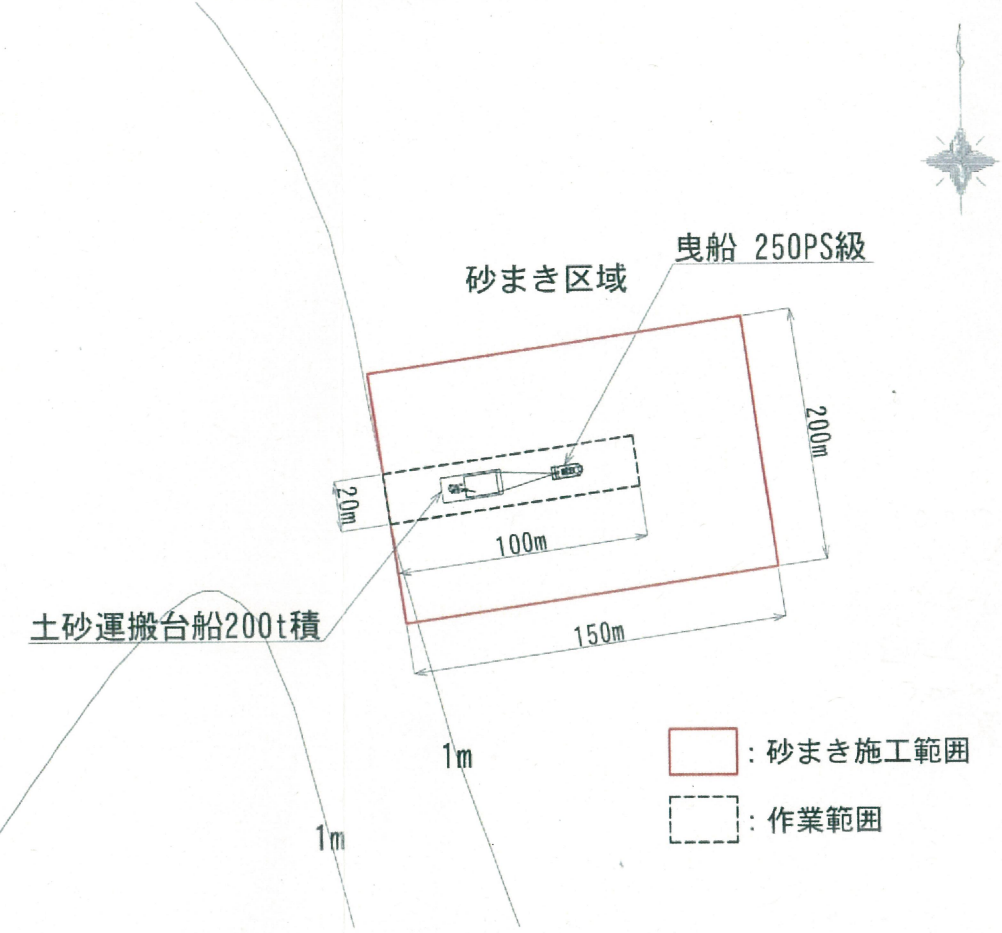 曳船 250PS級
砂まき区域
200m
20m
100m
土砂運搬台船200t積
150m
1m
1m
：砂まき施工範囲
：作業範囲